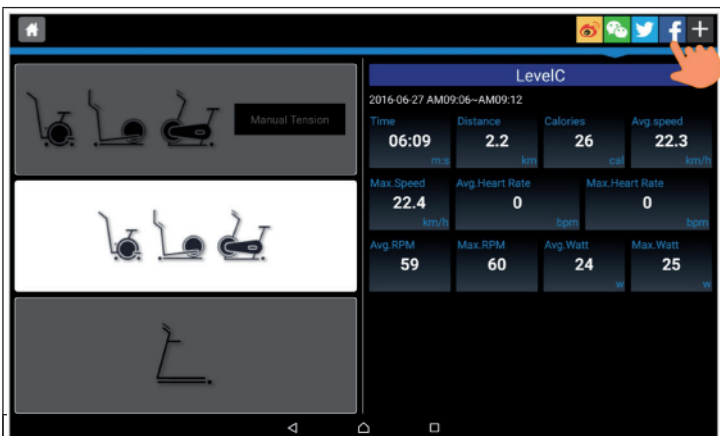 LevelC
2016-06-27 AM09:06~AM09:12
Manual Tension
Time Distance Calories Avg.speed
06:09 2.2 26 22.3
m:s km cal km/h
Max.Speed Avg.Heart Rate Max.Heart Rate
22.4 0 0
km/h bpm bpm
Avg.RPM Max.RPM Avg.Watt Max.Watt
59 60 24 25
w w